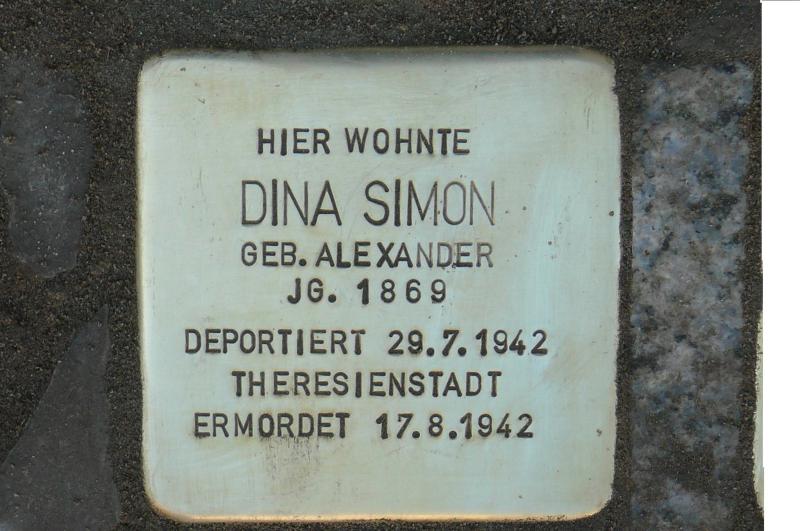 HIER WOHNTE
DINA SIMON
GEB. ALEXANDER
JG. 1869
DEPORTIERT 29.7.1942
THERESIENSTADT
ERMORDET 17.8.1942